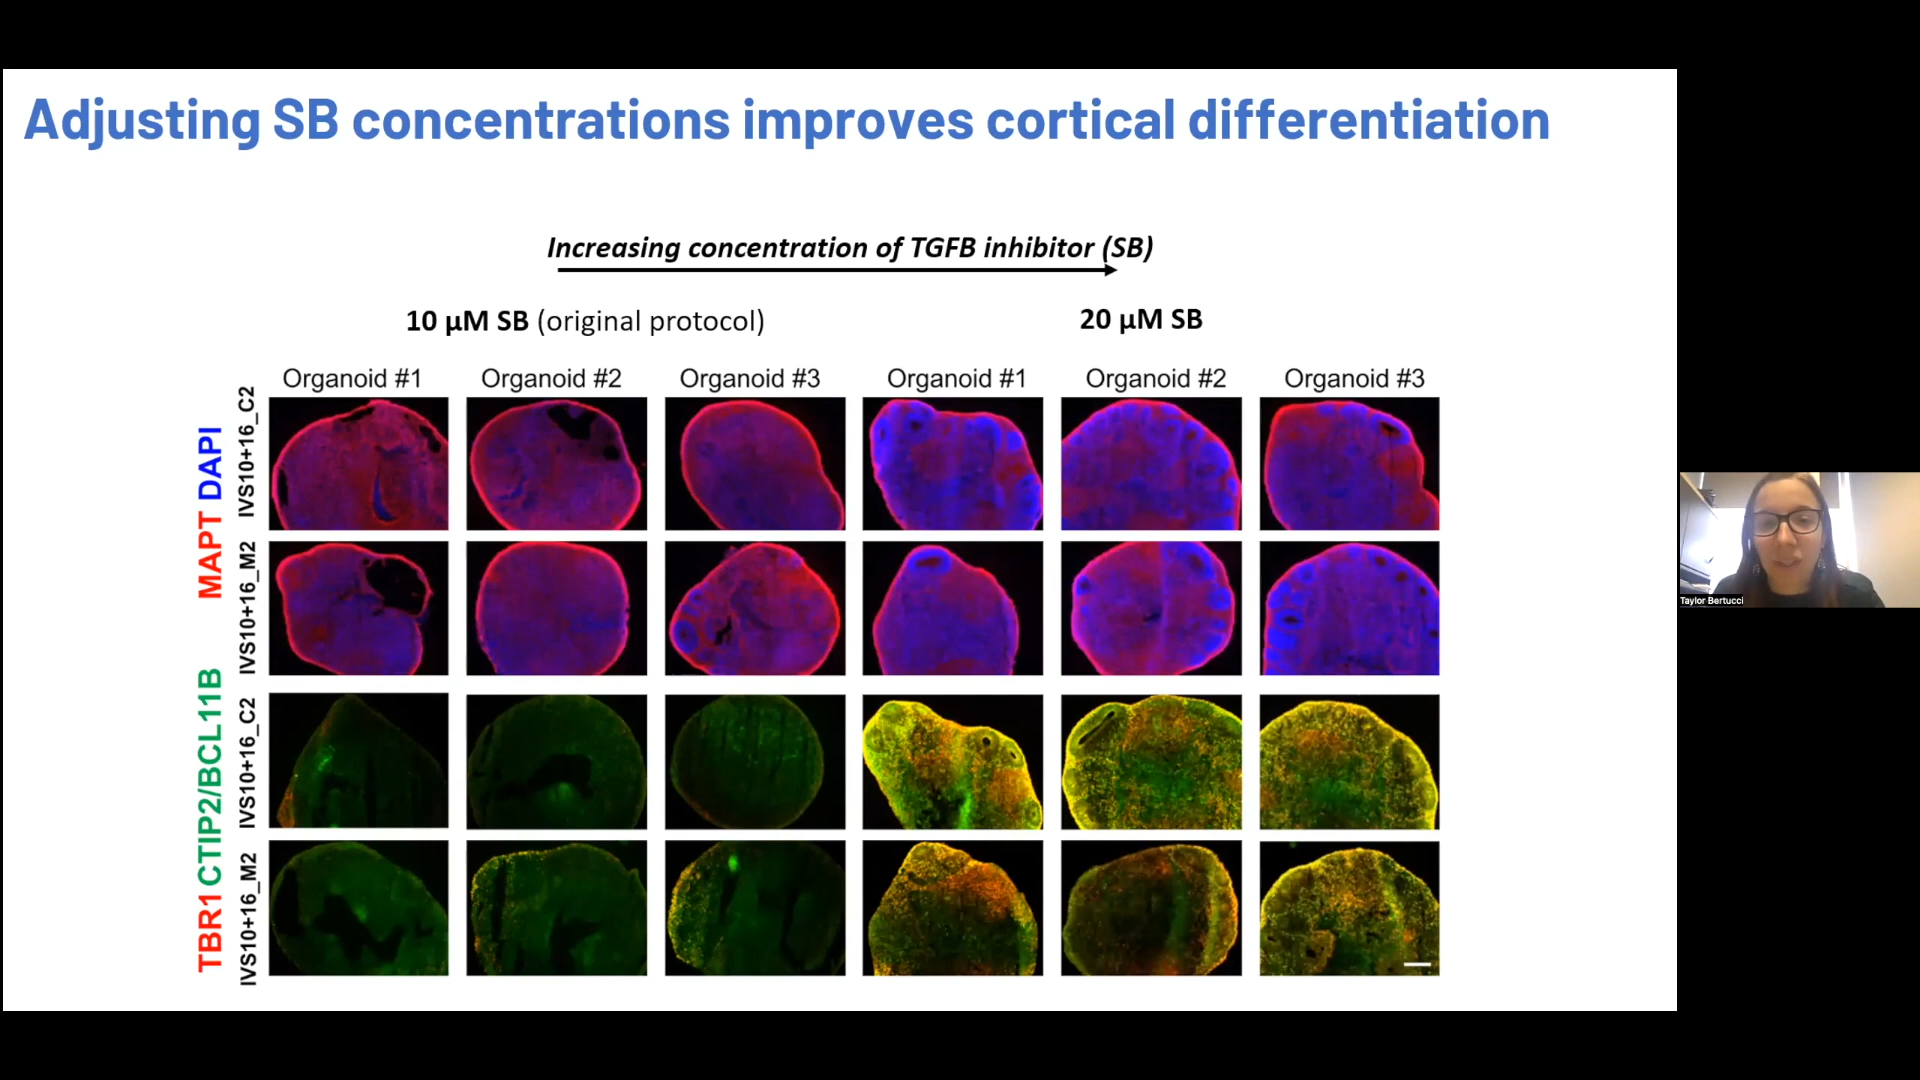 Adjusting SB concentrations improves cortical differentiation
Increasing concentration of TGFB inhibitor (SB)
10 µM SB (original protocol)
20 µM SB
Organoid #1
Organoid #2
Organoid #3
Organoid #1
Organoid #2
Organoid #3
MAPT DAPI
IVS10+16_C2
IVS10+16_M2
TBR1 CTIP2/BCL11B
IVS10+16_C2
IVS10+16_M2
Taylor Bertucci